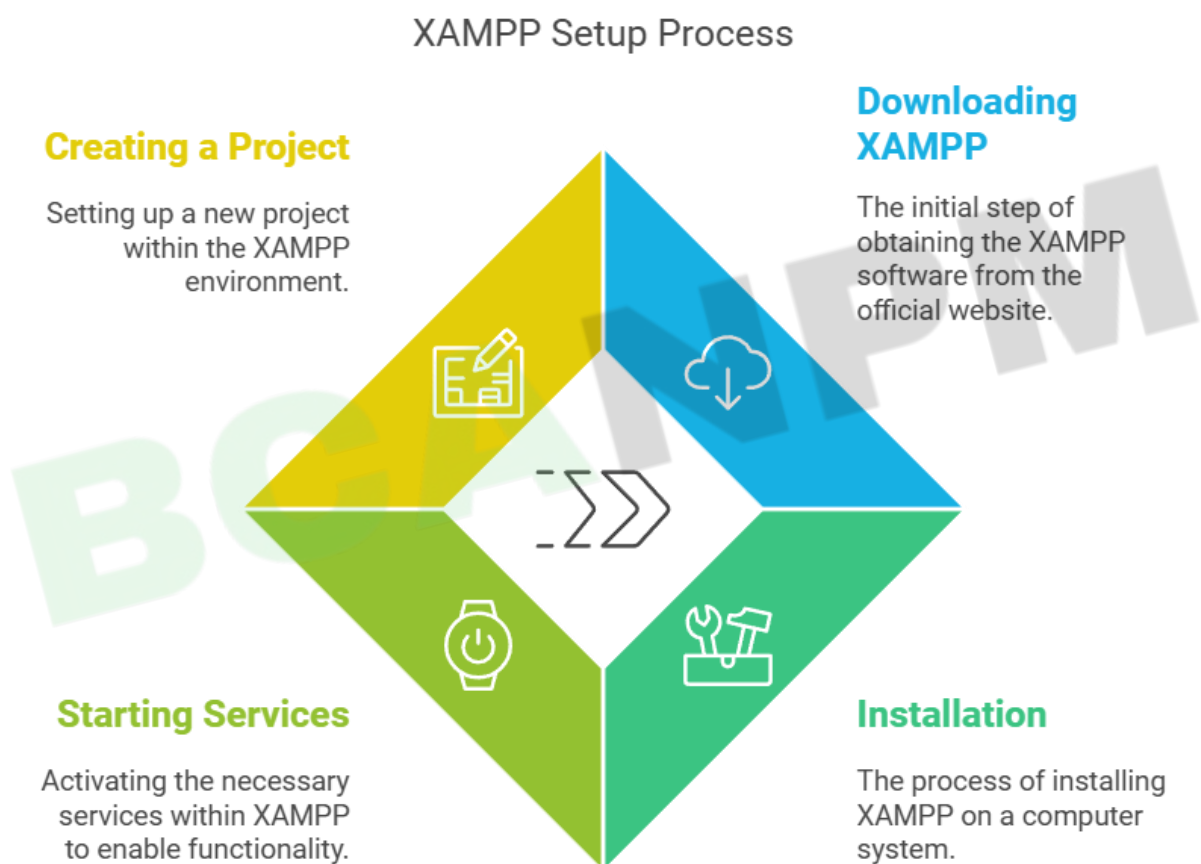 XAMPP Setup Process
Creating a Project
Setting up a new project
within the XAMPP
environment.
Downloading
XAMPP
The initial step of
obtaining the XAMPP
software from the
official website.
BCANPM
Starting Services
Activating the necessary
services within XAMPP
to enable functionality.
Installation
The process of installing
XAMPP on a computer
system.